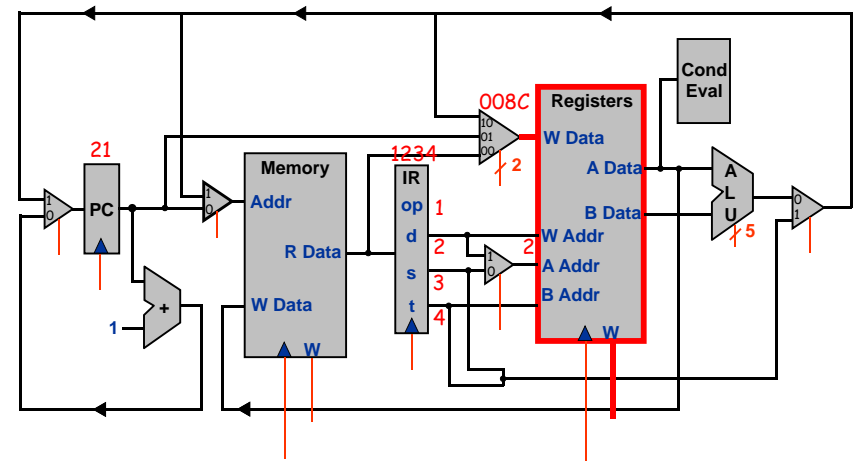 008C
Cond
Eval
Registers
10
01
00
W Data
2
21
1234
Memory
IR
A Data
A
L
U
1
0
PC
1
0
Addr
op
1
0
1
B Data
5
d
2
W Addr
2
R Data
1
0
A Addr
s
3
+
W Data
B Addr
t
4
1
W
W